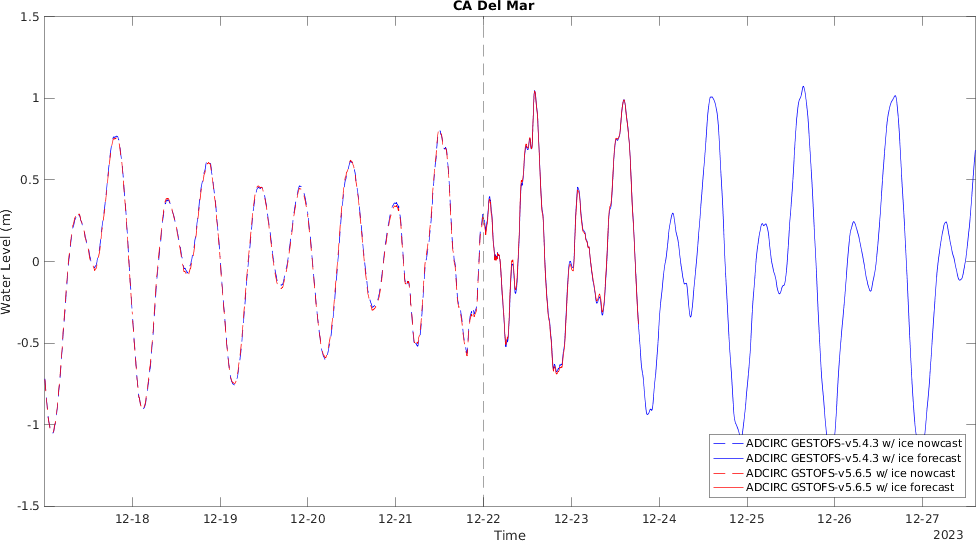 CA Del Mar
1.5
1
0.5
0
-0.5
-1
-1.5
Water Level (m)
12-18 12-19 12-20 12-21 12-22 12-23 12-24 12-25 12-26 12-27
Time
2023
ADCIRC GESTOFS-v5.4.3 w/ ice nowcast
ADCIRC GESTOFS-v5.4.3 w/ ice forecast
ADCIRC GSTOFS-v5.6.5 w/ ice nowcast
ADCIRC GSTOFS-v5.6.5 w/ ice forecast